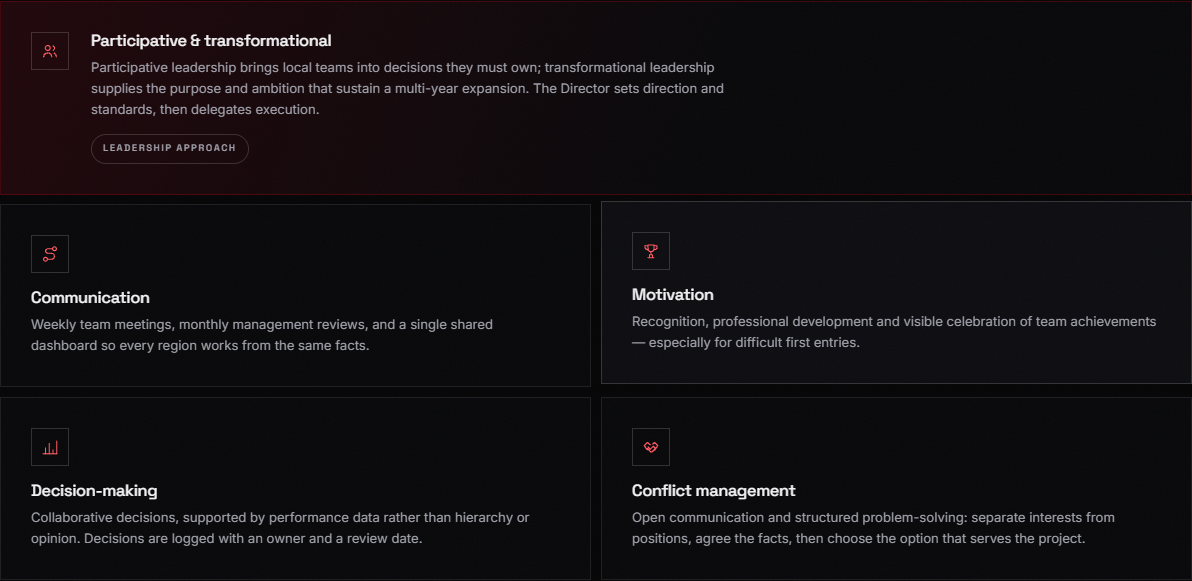 Participative & transformational
Participative leadership brings local teams into decisions they must own; transformational leadership
supplies the purpose and ambition that sustain a multi-year expansion. The Director sets direction and
standards, then delegates execution.
LEADERSHIP APPROACH
Communication
Weekly team meetings, monthly management reviews, and a single shared
dashboard so every region works from the same facts.
Motivation
Recognition, professional development and visible celebration of team achievements
— especially for difficult first entries.
Decision-making
Collaborative decisions, supported by performance data rather than hierarchy or
opinion. Decisions are logged with an owner and a review date.
Conflict management
Open communication and structured problem-solving: separate interests from
positions, agree the facts, then choose the option that serves the project.